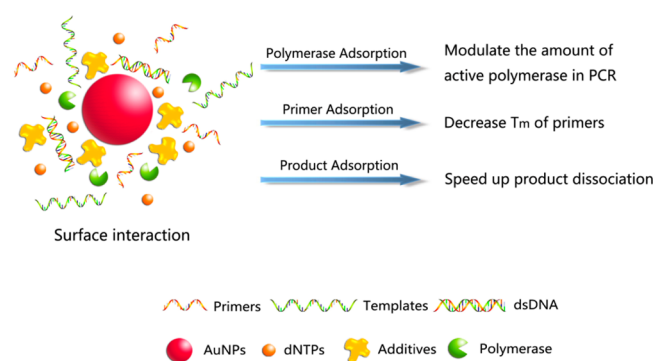 Polymerase Adsorption
Modulate the amount of
active polymerase in PCR
Primer Adsorption
Decrease Tm of primers
Product Adsorption
Speed up product dissociation
Surface interaction
Primers
Templates
dsDNA
AuNPs
dNTPs
Additives
Polymerase